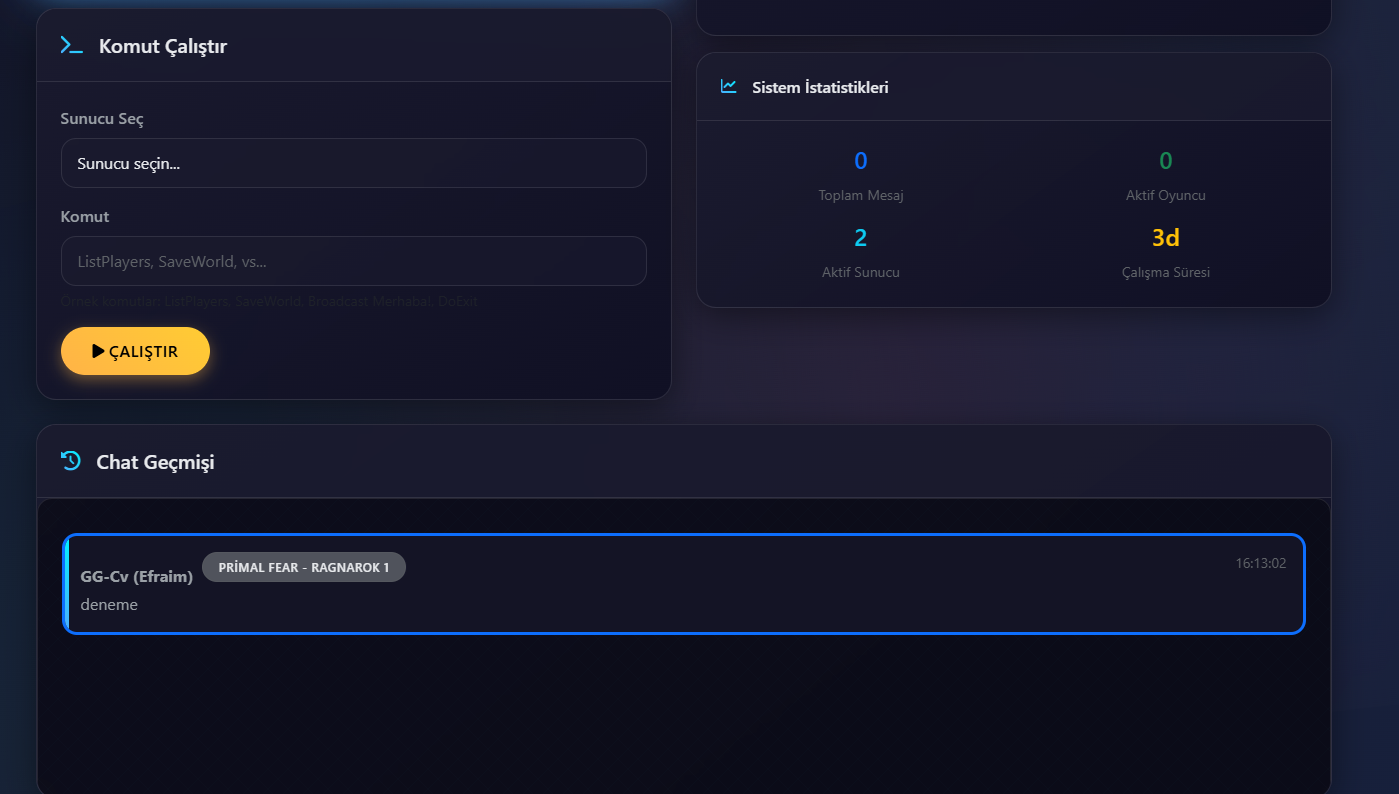 Komut Çalıştır
Sunucu Seç
Sunucu seçin...
Komut
ListPlayers, SaveWorld, vs...
Örnek komutlar: ListPlayers, SaveWorld, Broadcast Merhaba!, DoExit
ÇALIŞTIR
Sistem İstatistikleri
0
0
Toplam Mesaj
Aktif Oyuncu
2
3d
Aktif Sunucu
Çalışma Süresi
Chat Geçmişi
GG-Cv (Efraim)
PRİMAL FEAR - RAGNAROK 1
16:13:02
deneme